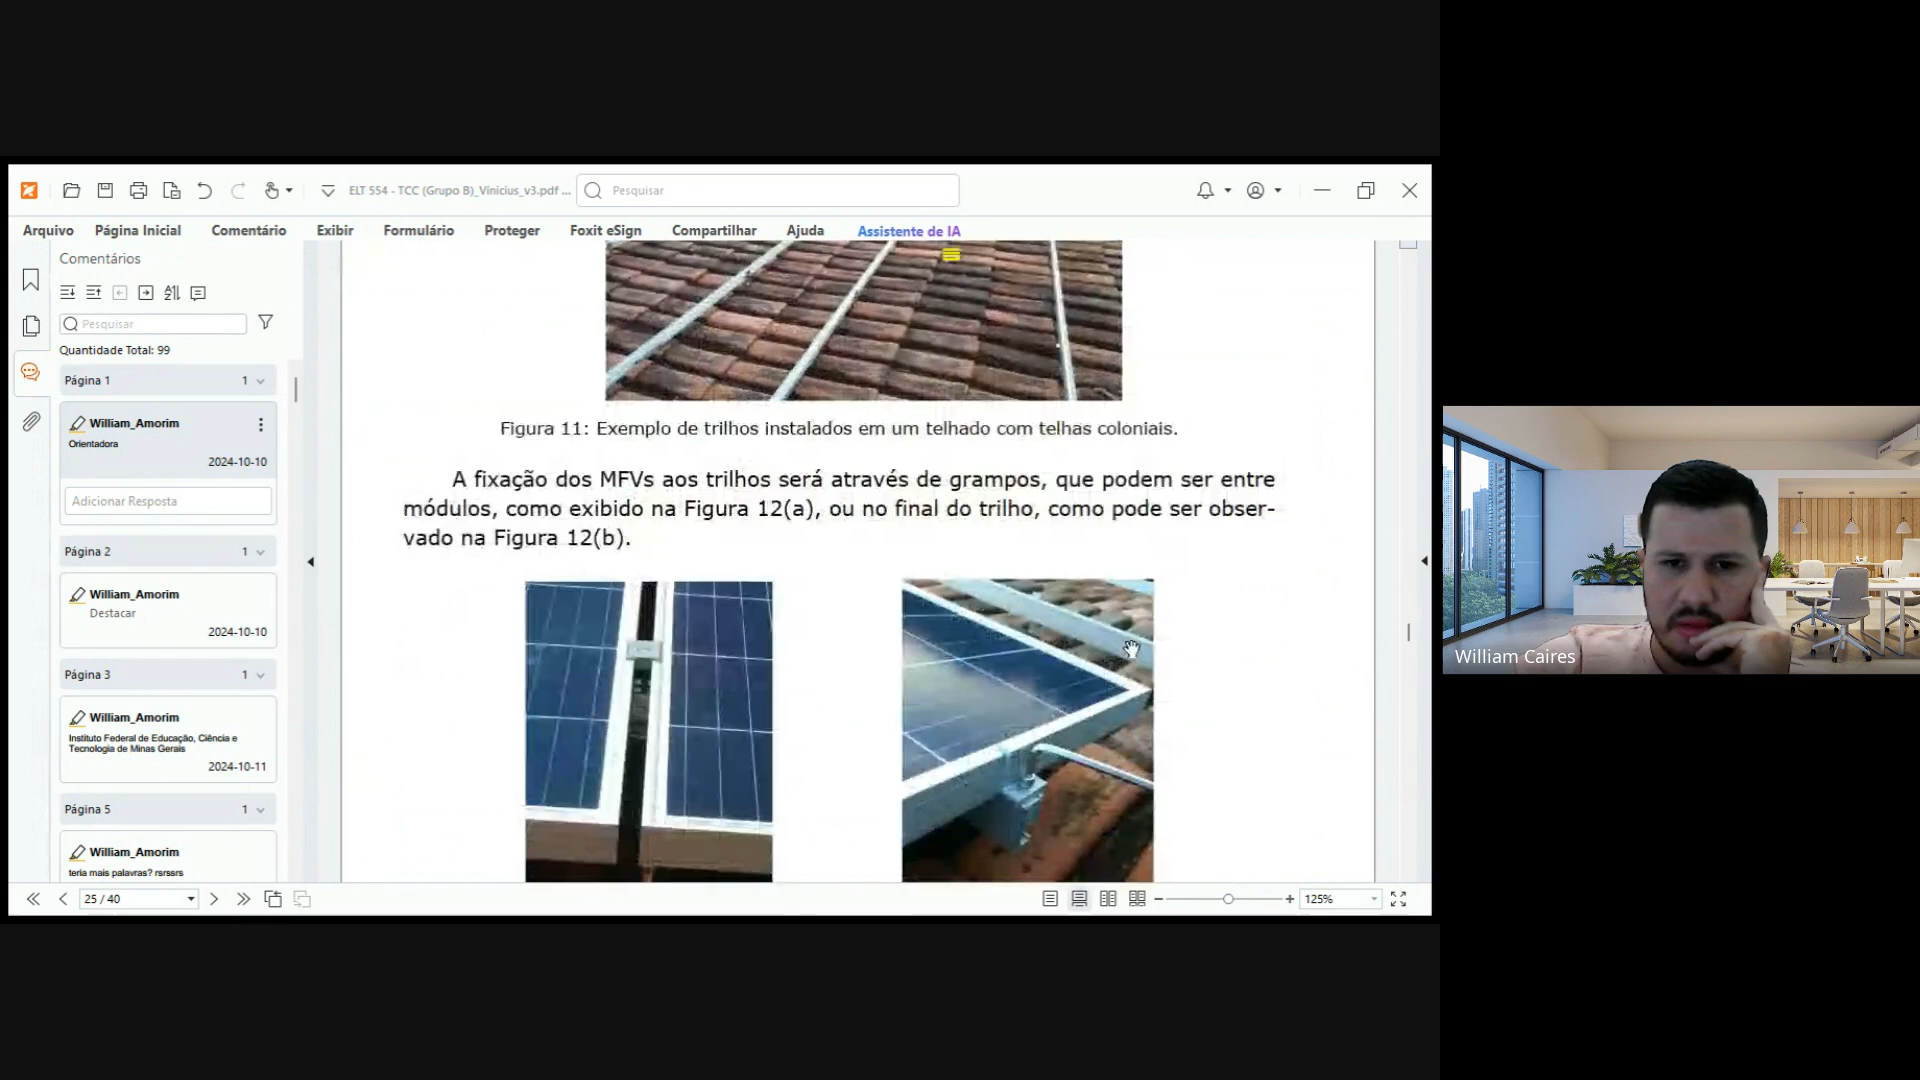 ELT 554 - TCC (Grupo B)_Vinicius_v3.pdf ...
Pesquisar
Arquivo Página Inicial Comentário Exibir Formulário Proteger Foxit eSign Compartilhar Ajuda Assistente de IA
Comentários
Pesquisar
Quantidade Total: 99
Página 1 1
William_Amorim
Orientadora
2024-10-10
Adicionar Resposta
Página 2 1
William_Amorim
Destacar
2024-10-10
Página 3 1
William_Amorim
Instituto Federal de Educação, Ciência e
Tecnologia de Minas Gerais
2024-10-11
Página 5 1
William_Amorim
teria mais palavras? rsrssrs
Figura 11: Exemplo de trilhos instalados em um telhado com telhas coloniais.
A fixação dos MFVs aos trilhos será através de grampos, que podem ser entre
módulos, como exibido na Figura 12(a), ou no final do trilho, como pode ser obser-
vado na Figura 12(b).
25 / 40
125%
William Caires